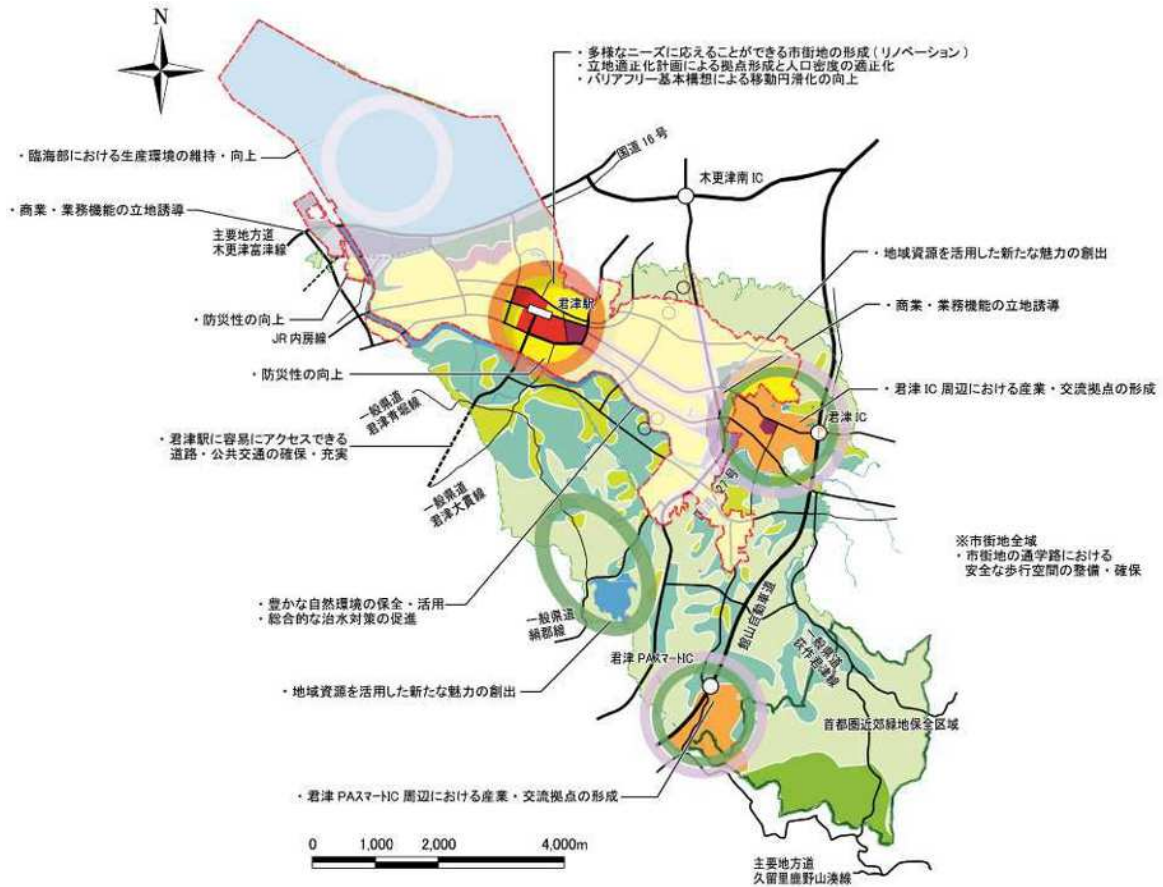 N
・多様なニーズに応えることができる市街地の形成(リノベーション)
・立地適正化計画による拠点形成と人口密度の適正化
・バリアフリー基本構想による移動円滑化の向上
国道16号
・臨海部における生産環境の維持・向上
木更津南IC
・商業・業務機能の立地誘導
主要地方道
木更津富津線
・地域資源を活用した新たな魅力の創出
君津駅
・商業・業務機能の立地誘導
・防災性の向上
JR内房線
・防災性の向上
・君津IC周辺における産業・交流拠点の形成
一般県道
君津青堀線
君津IC
・君津駅に容易にアクセスできる
道路・公共交通の確保・充実
一般県道
君津大貫線
127号
※市街地全域
・市街地の通学路における
安全な歩行空間の整備・確保
・豊かな自然環境の保全・活用
・総合的な治水対策の促進
一般県道
絹郡線
館山自動車道
一般県道
荻作君津線
君津PAスマートIC
・地域資源を活用した新たな魅力の創出
首都圏近郊緑地保全区域
・君津PAスマートIC周辺における産業・交流拠点の形成
0 1,000 2,000 4,000m
主要地方道
久留里鹿野山湊線